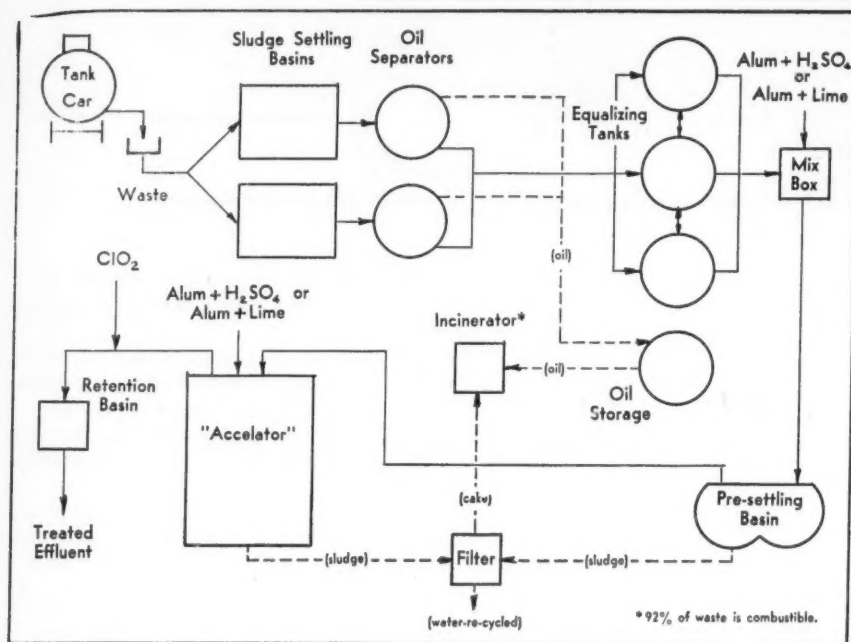 Tank
Car
Waste
Sludge Settling
Basins
Oil
Separators
Equalizing
Tanks
Alum + H₂SO₄
or
Alum + Lime
Mix
Box
ClO₂
Alum + H₂SO₄ or
Alum + Lime
Retention
Basin
"Accelator"
Treated
Effluent
Incinerator*
(oil)
(oil)
Oil
Storage
(cake)
Pre-settling
Basin
(sludge)
Filter
(sludge)
(water-re-cycled)
*92% of waste is combustible.